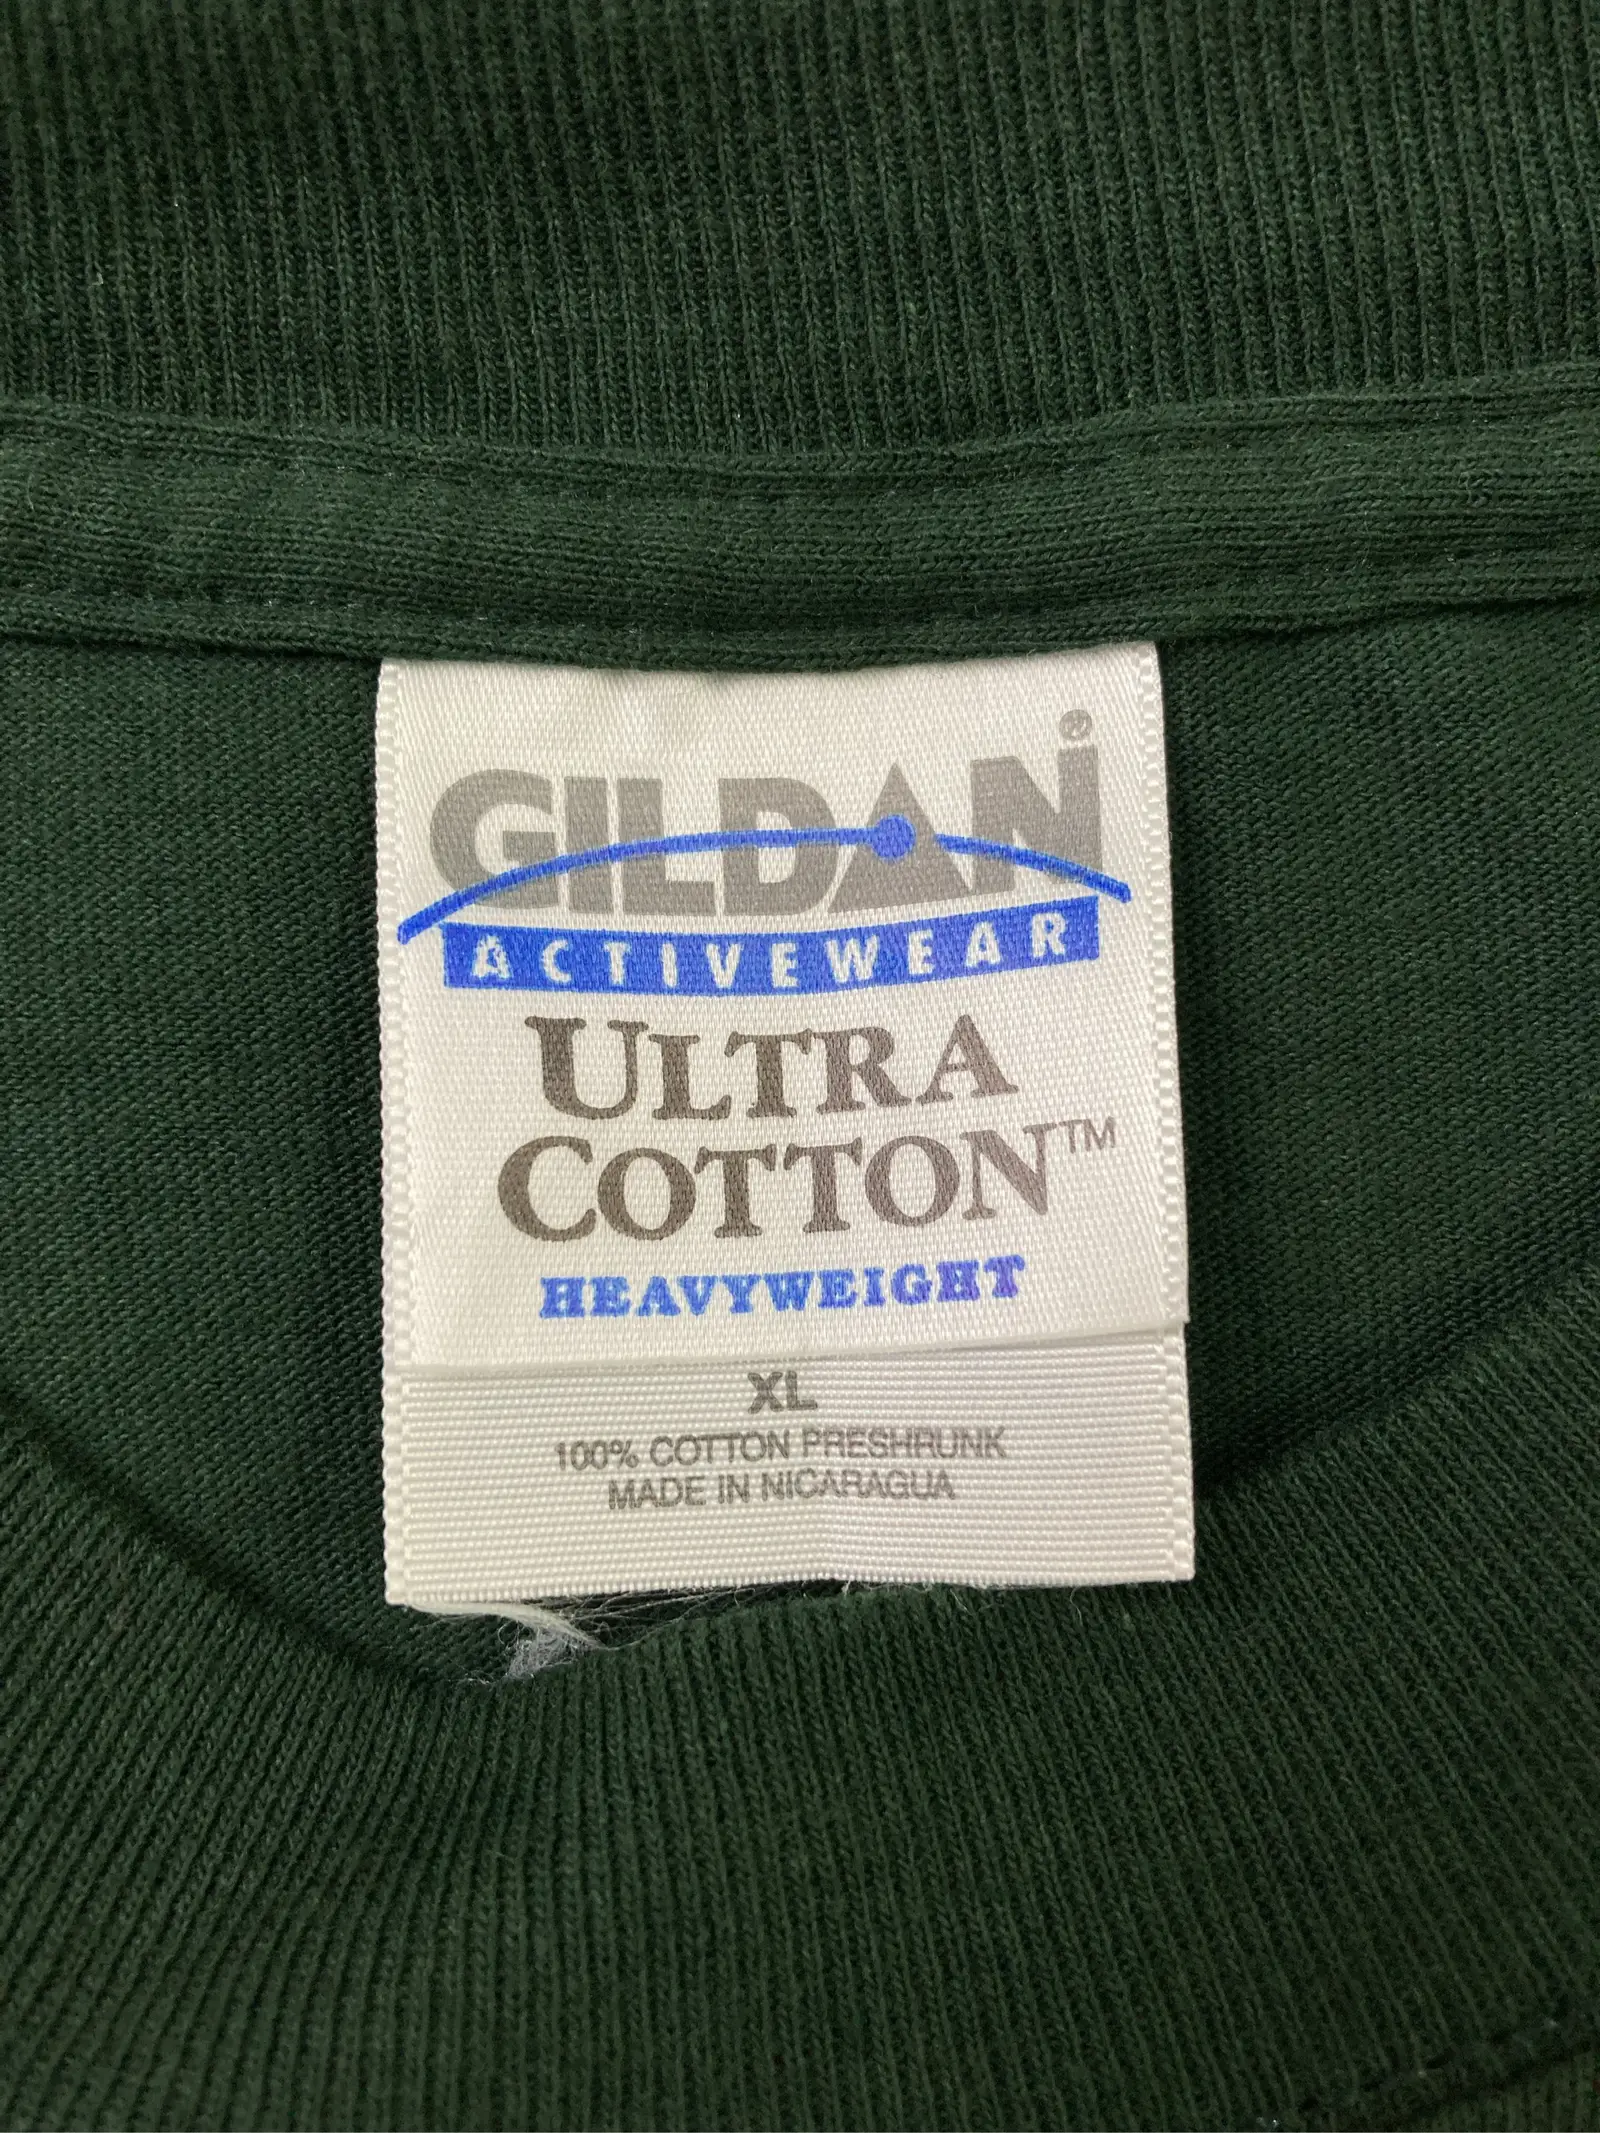 GILDAN®
ACTIVEWEAR
ULTRA
COTTON™
HEAVYWEIGHT
XL
100% COTTON PRESHRUNK
MADE IN NICARAGUA